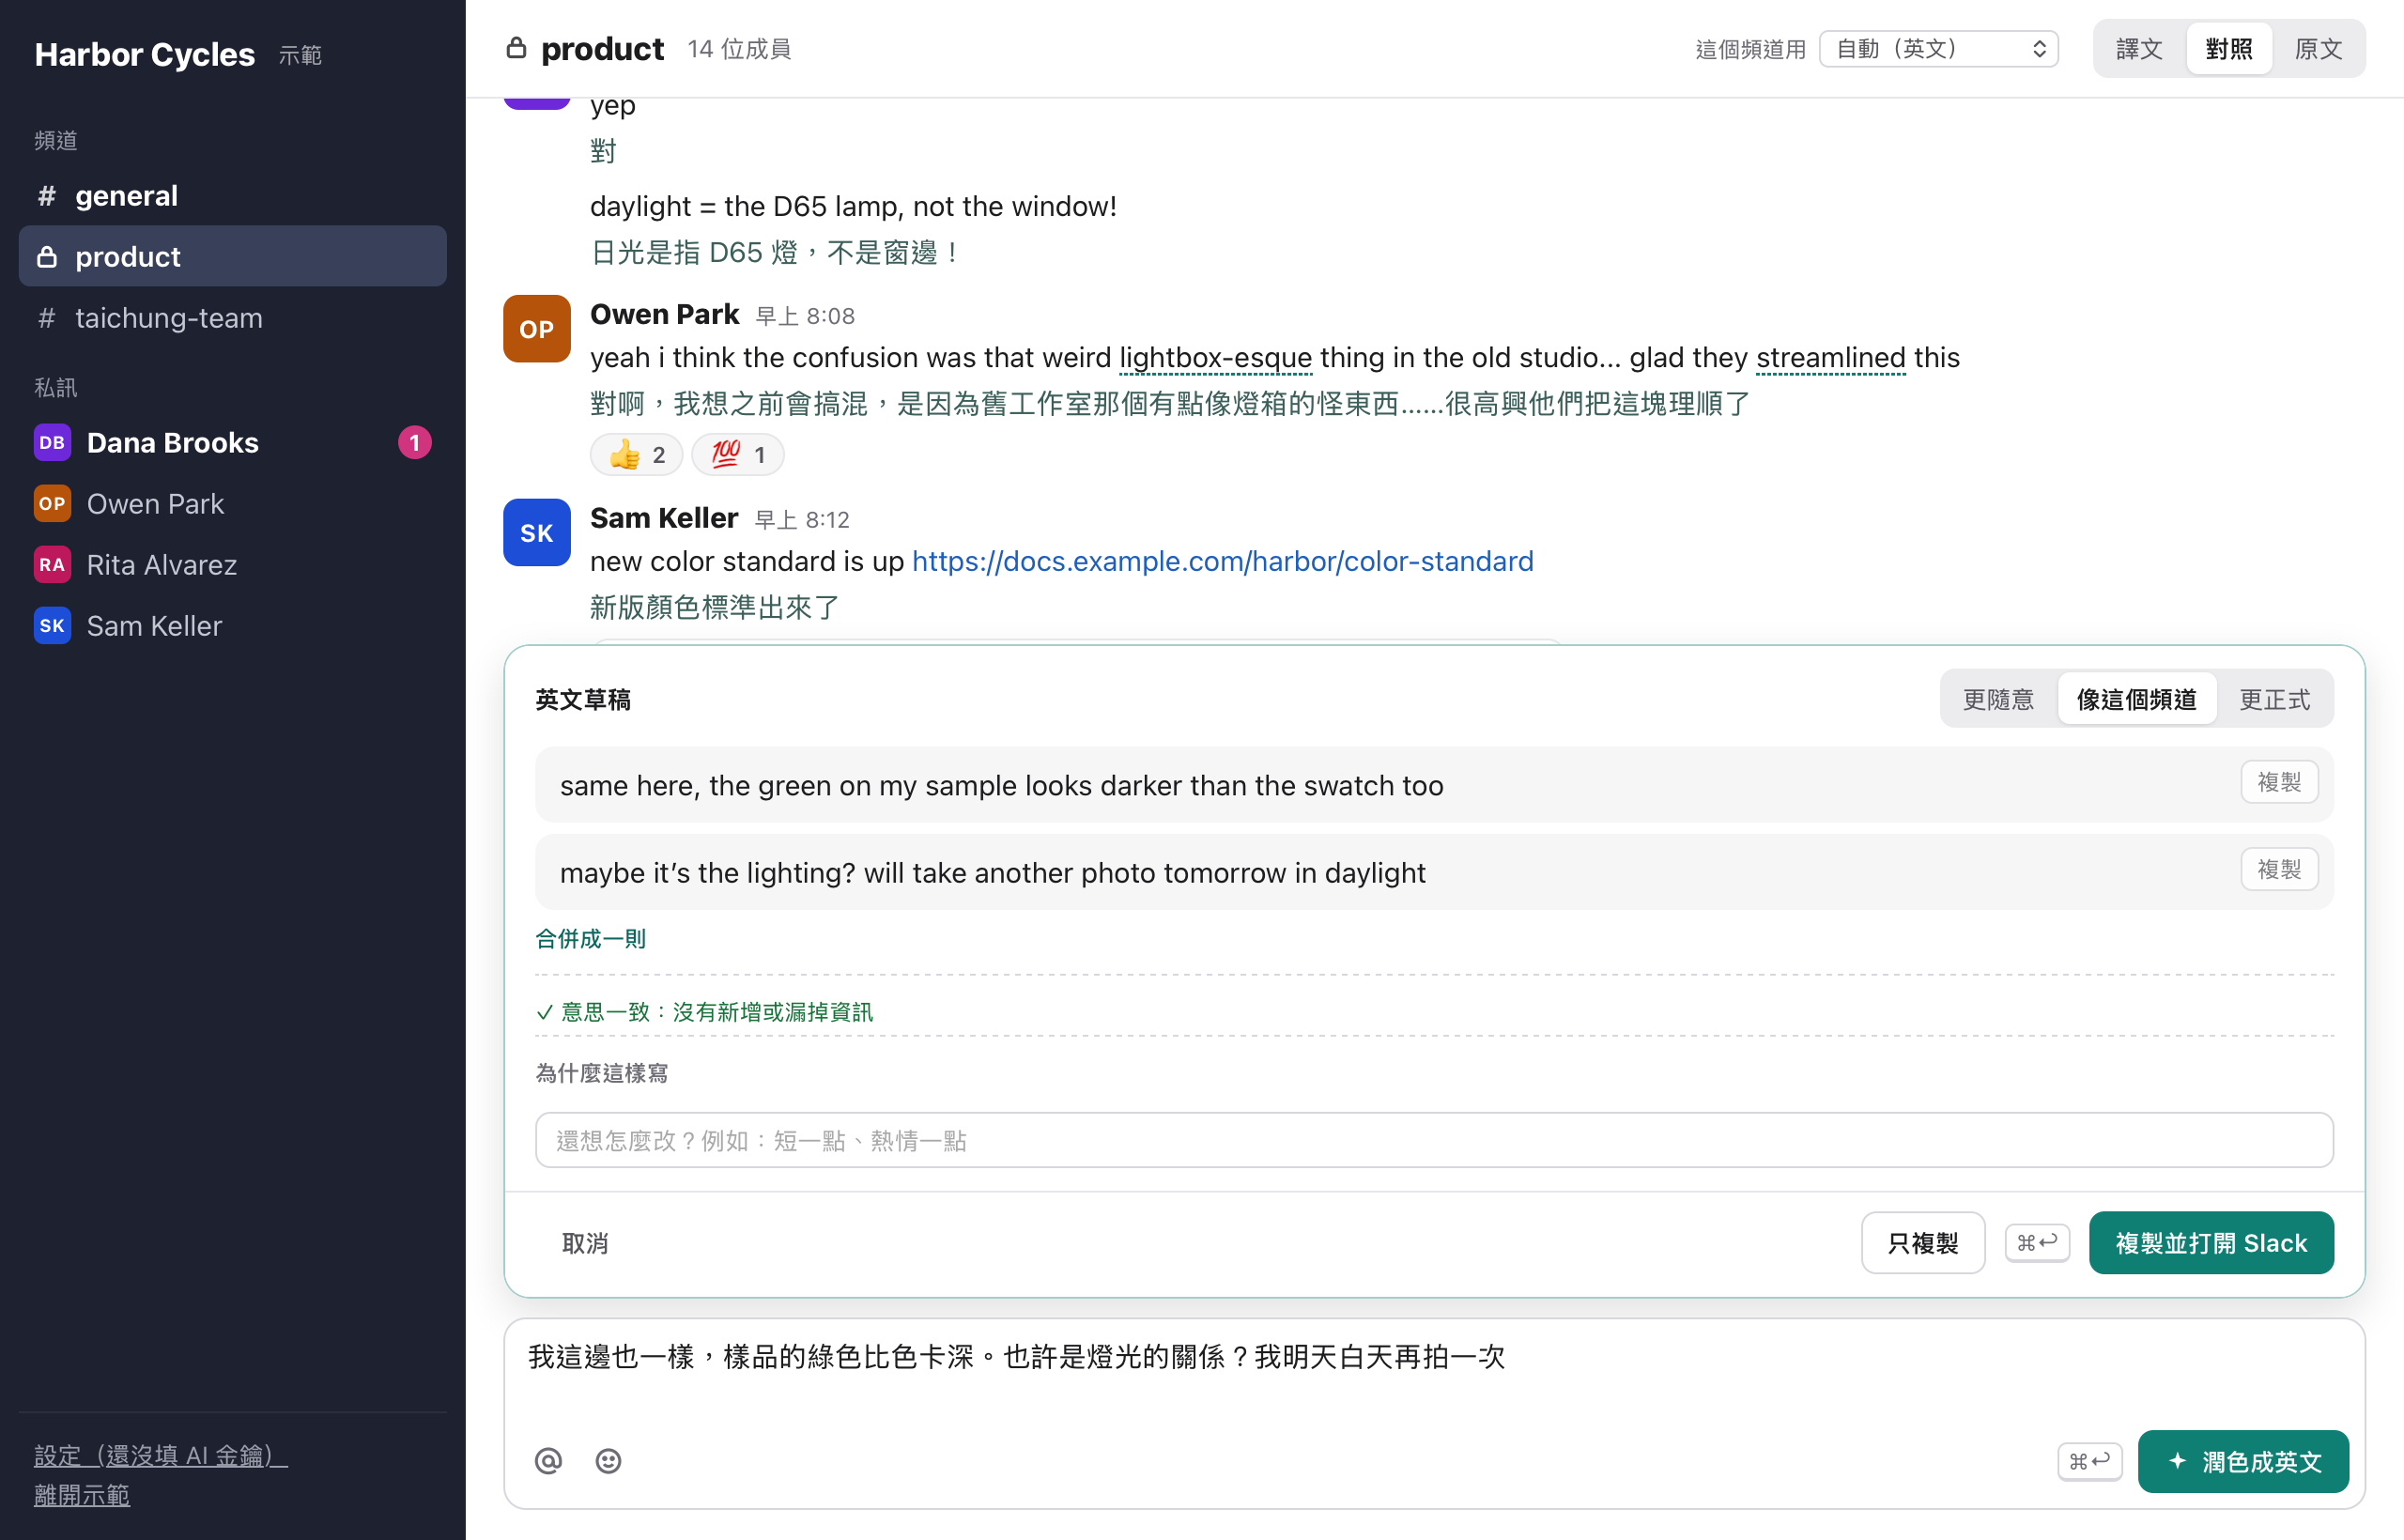 Harbor Cycles 示範
頻道
# general
product
# taichung-team
私訊
DB Dana Brooks 1
OP Owen Park
RA Rita Alvarez
SK Sam Keller
設定（還沒填 AI 金鑰）
離開示範
product 14 位成員
這個頻道用 自動（英文） 譯文 對照 原文
yep
對
daylight = the D65 lamp, not the window!
日光是指 D65 燈，不是窗邊！
OP Owen Park 早上 8:08
yeah i think the confusion was that weird lightbox-esque thing in the old studio... glad they streamlined this
對啊，我想之前會搞混，是因為舊工作室那個有點像燈箱的怪東西……很高興他們把這塊理順了
👍 2 💯 1
SK Sam Keller 早上 8:12
new color standard is up https://docs.example.com/harbor/color-standard
新版顏色標準出來了
英文草稿 更隨意 像這個頻道 更正式
same here, the green on my sample looks darker than the swatch too 複製
maybe it’s the lighting? will take another photo tomorrow in daylight 複製
合併成一則
✓ 意思一致：沒有新增或漏掉資訊
為什麼這樣寫
還想怎麼改？例如：短一點、熱情一點
取消 只複製 ⌘↩ 複製並打開 Slack
我這邊也一樣，樣品的綠色比色卡深。也許是燈光的關係？我明天白天再拍一次
⌘↩ 潤色成英文